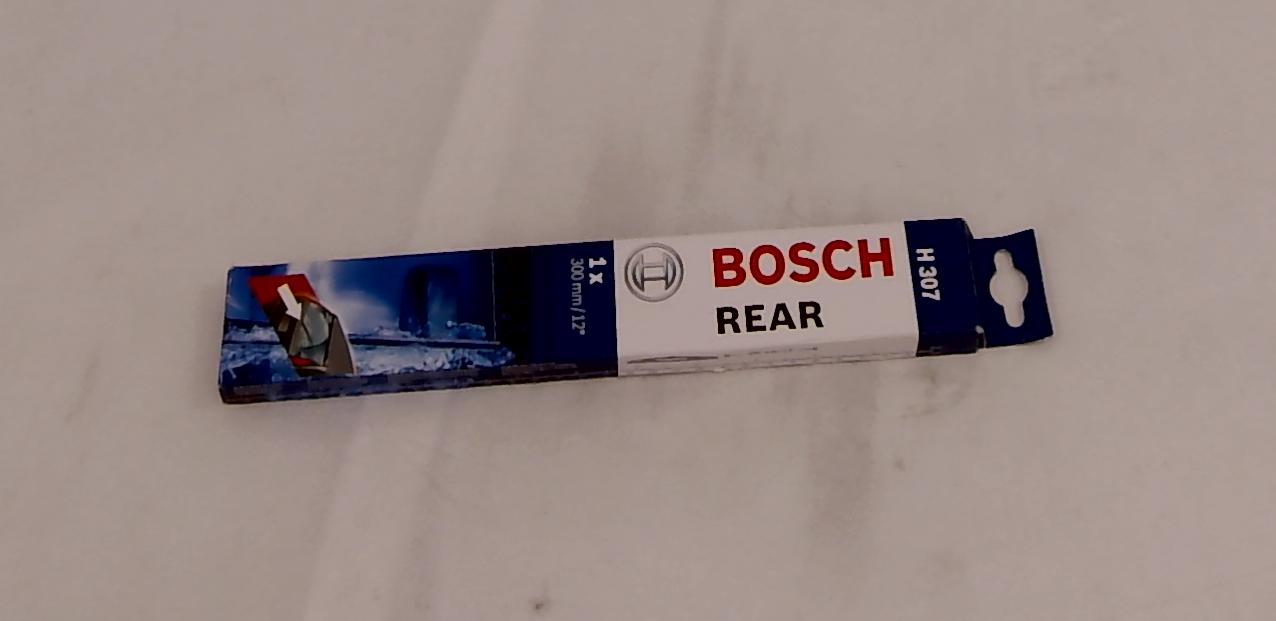 1 x
300 mm / 12"
BOSCH
REAR
H 307